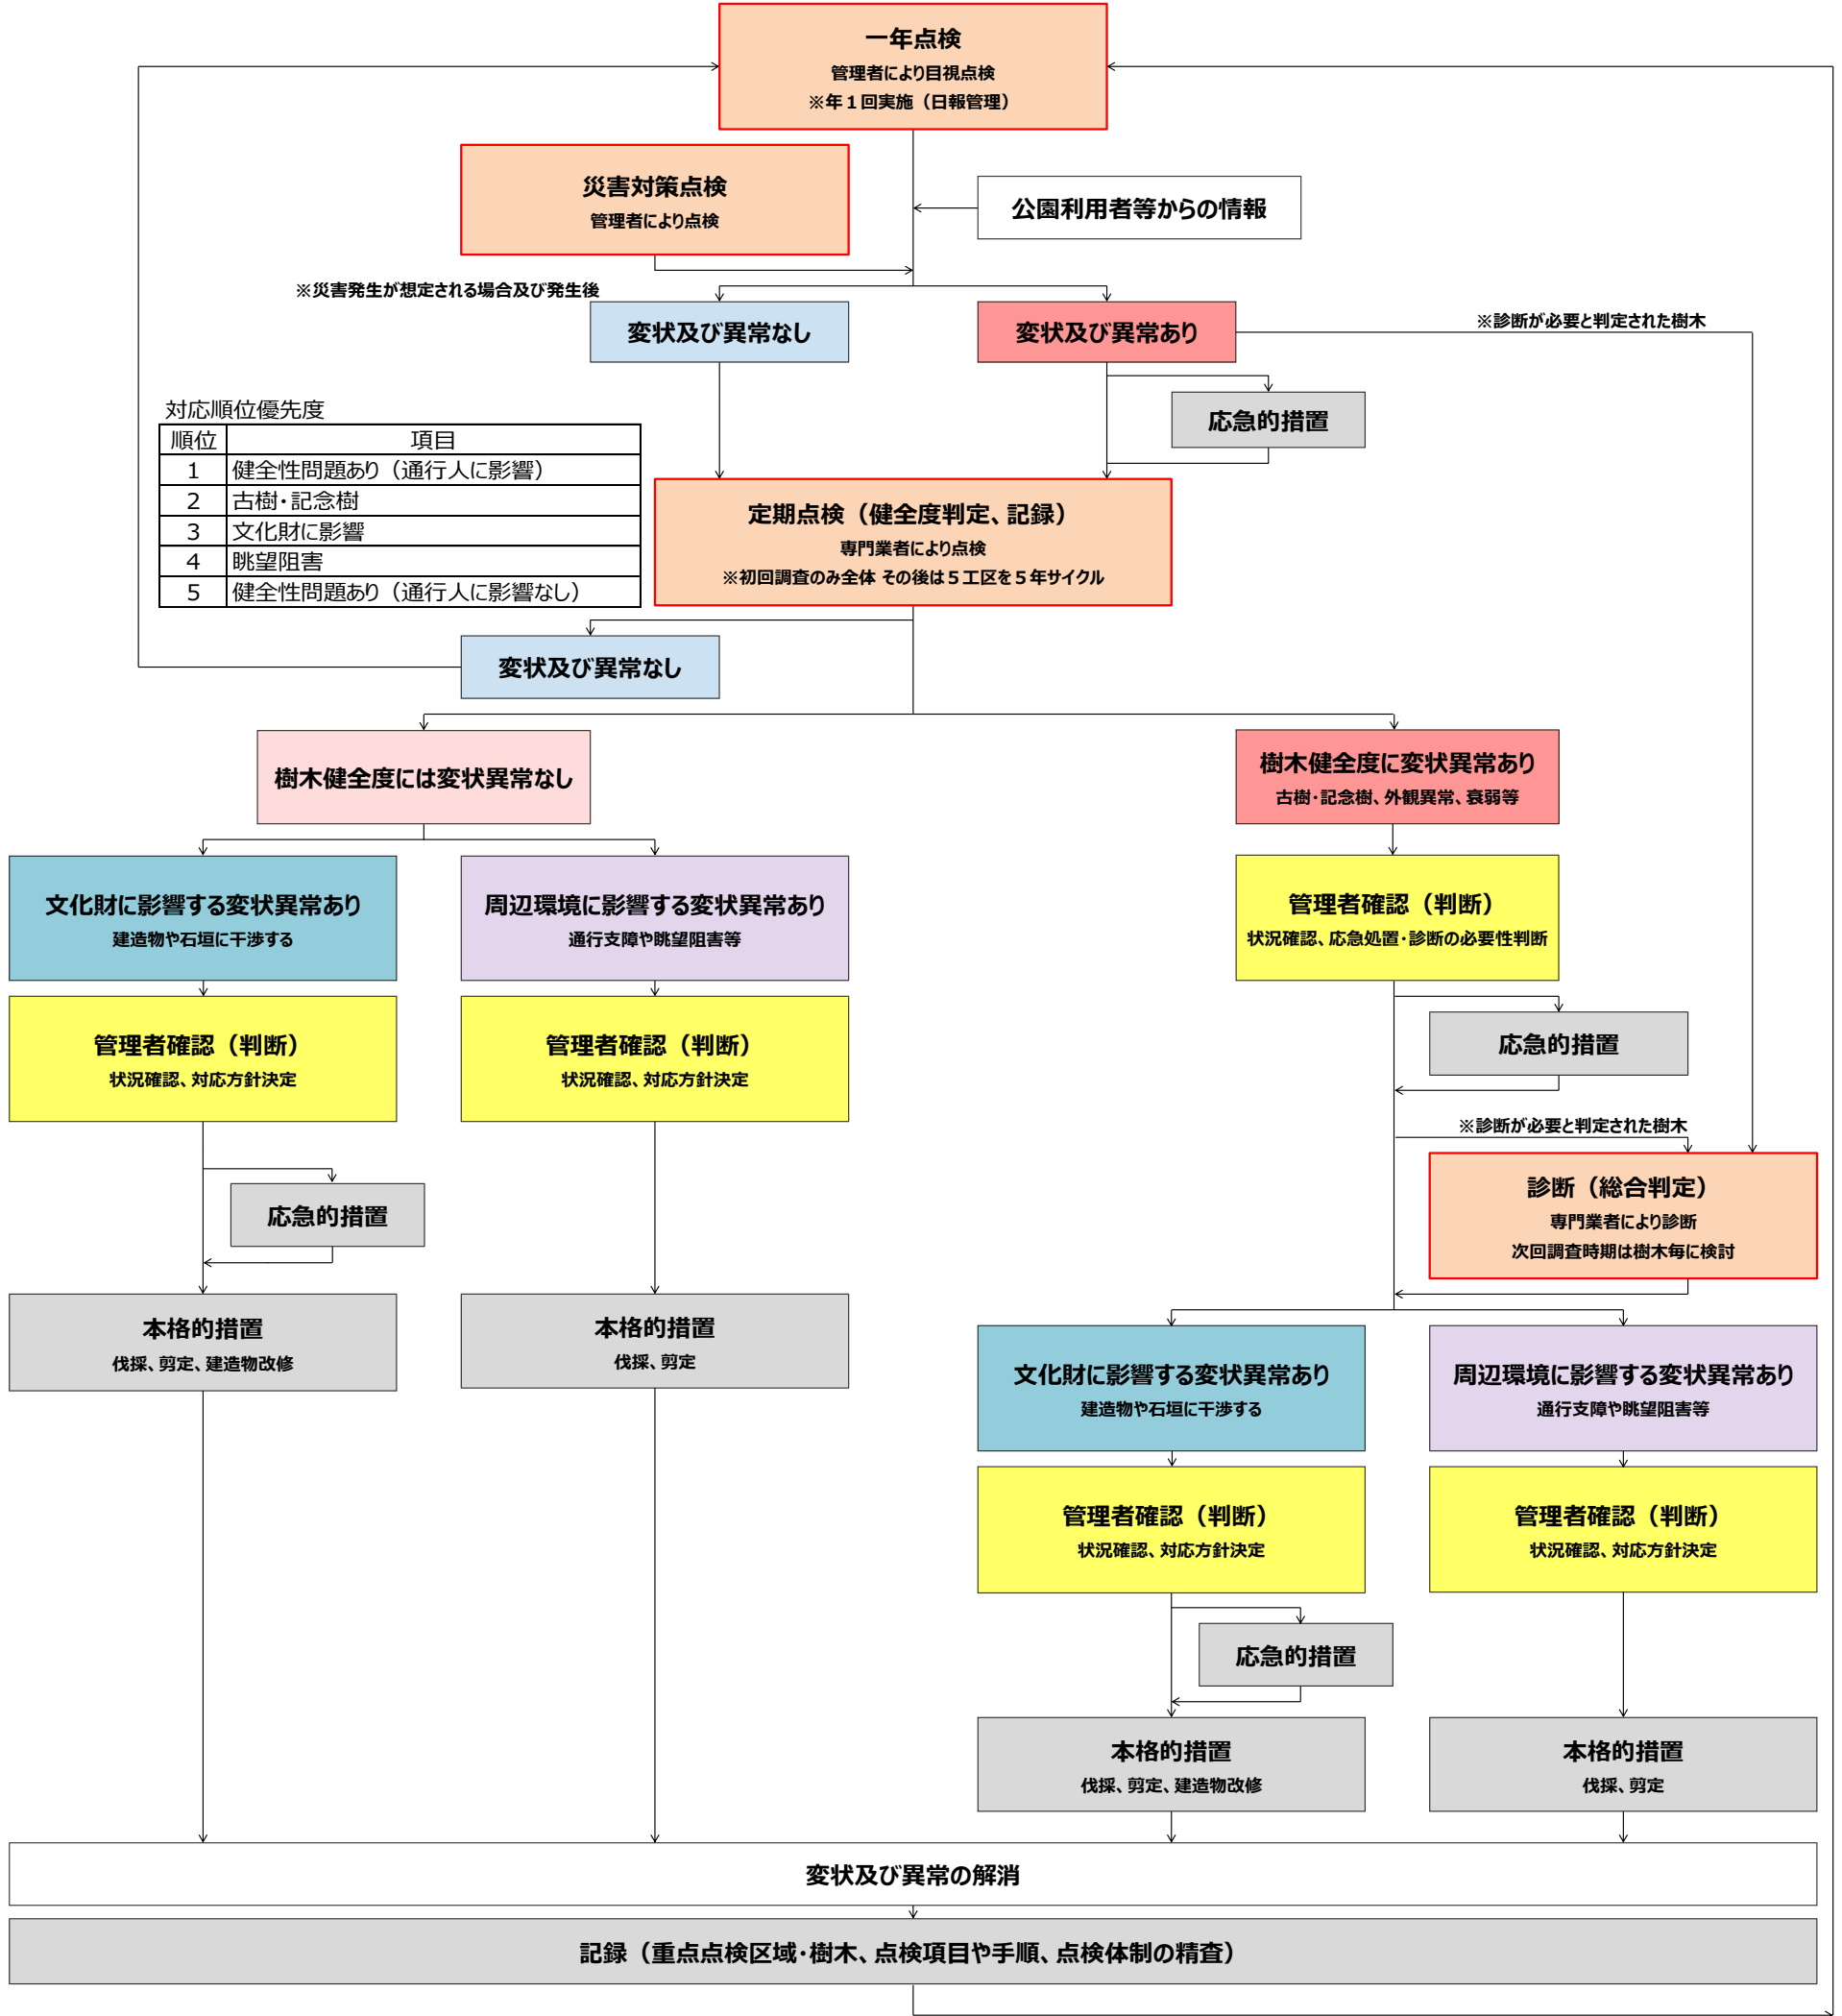 一年点検
管理者により目視点検
※年１回実施（日報管理）
災害対策点検
管理者により点検
公園利用者等からの情報
※災害発生が想定される場合及び発生後
変状及び異常なし
変状及び異常あり
※診断が必要と判定された樹木
応急的措置
対応順位優先度
順位 項目
1 健全性問題あり（通行人に影響）
2 古樹・記念樹
3 文化財に影響
4 眺望阻害
5 健全性問題あり（通行人に影響なし）
定期点検（健全度判定、記録）
専門業者により点検
※初回調査のみ全体 その後は５工区を５年サイクル
変状及び異常なし
樹木健全度には変状異常なし
樹木健全度に変状異常あり
古樹・記念樹、外観異常、衰弱等
文化財に影響する変状異常あり
建造物や石垣に干渉する
周辺環境に影響する変状異常あり
通行支障や眺望阻害等
管理者確認（判断）
状況確認、応急処置・診断の必要性判断
管理者確認（判断）
状況確認、対応方針決定
管理者確認（判断）
状況確認、対応方針決定
応急的措置
※診断が必要と判定された樹木
診断（総合判定）
専門業者により診断
次回調査時期は樹木毎に検討
応急的措置
本格的措置
伐採、剪定、建造物改修
本格的措置
伐採、剪定
文化財に影響する変状異常あり
建造物や石垣に干渉する
周辺環境に影響する変状異常あり
通行支障や眺望阻害等
管理者確認（判断）
状況確認、対応方針決定
管理者確認（判断）
状況確認、対応方針決定
応急的措置
本格的措置
伐採、剪定、建造物改修
本格的措置
伐採、剪定
変状及び異常の解消
記録（重点点検区域・樹木、点検項目や手順、点検体制の精査）